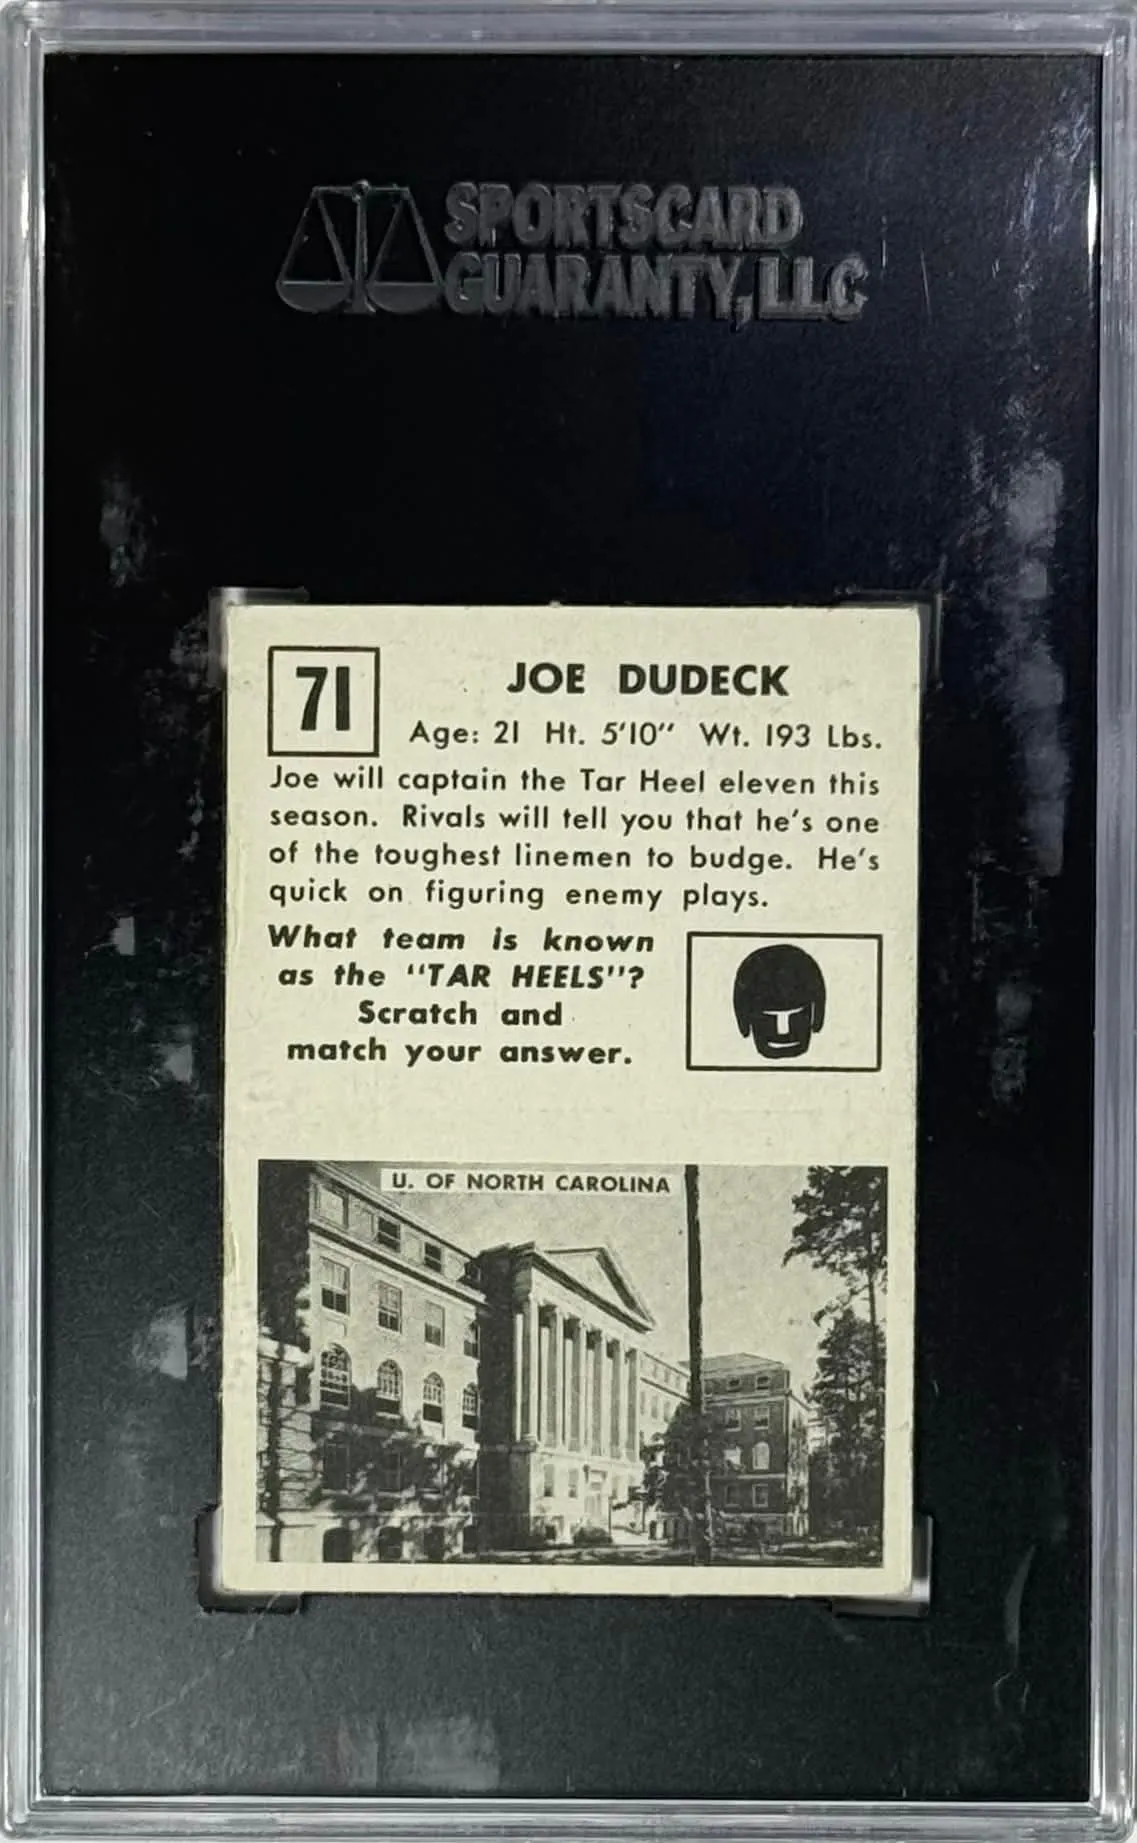 SPORTSCARD
GUARANTY, LLC
71
JOE DUDECK
Age: 21 Ht. 5'10" Wt. 193 Lbs.
Joe will captain the Tar Heel eleven this
season. Rivals will tell you that he's one
of the toughest linemen to budge. He's
quick on figuring enemy plays.
What team is known
as the "TAR HEELS"?
Scratch and
match your answer.
U. OF NORTH CAROLINA